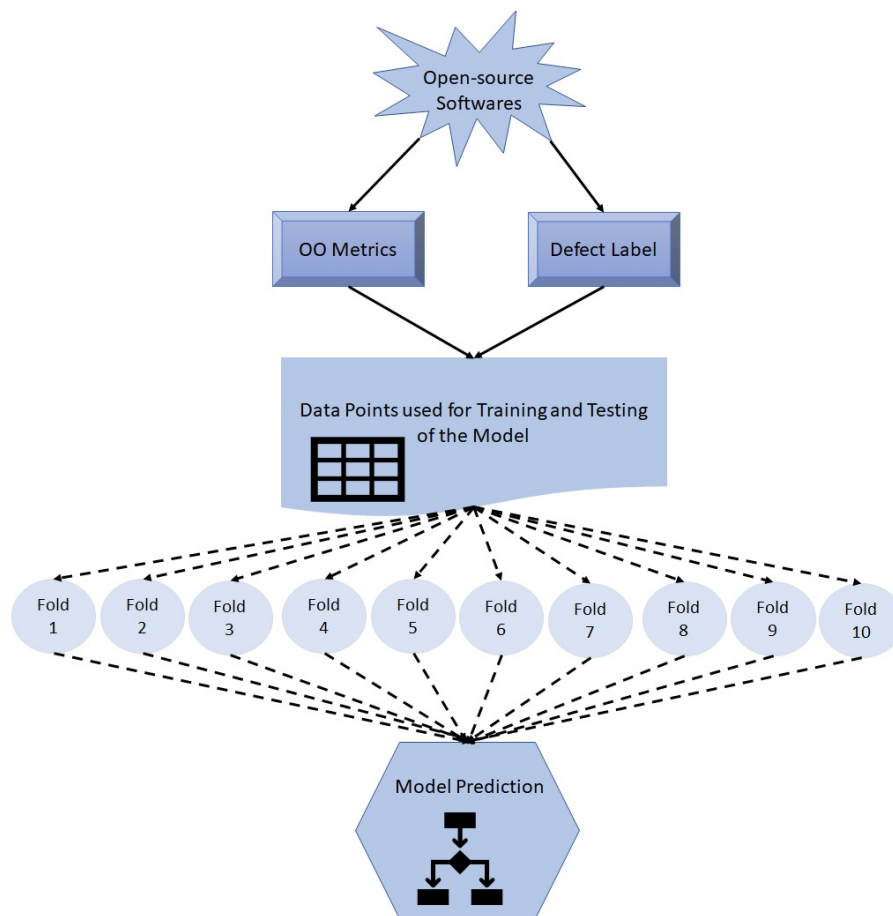 Open-source
Softwares
OO Metrics
Defect Label
Data Points used for Training and Testing
of the Model
Fold
1
Fold
2
Fold
3
Fold
4
Fold
5
Fold
6
Fold
7
Fold
8
Fold
9
Fold
10
Model Prediction